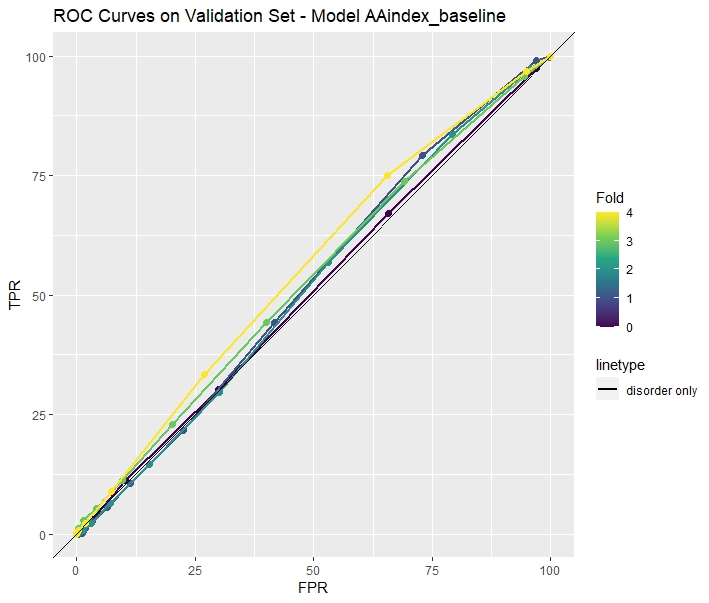 ROC Curves on Validation Set - Model AAindex_baseline
TPR
100
75
50
25
0
0 25 50 75 100
FPR
Fold
4
3
2
1
0
linetype
disorder only